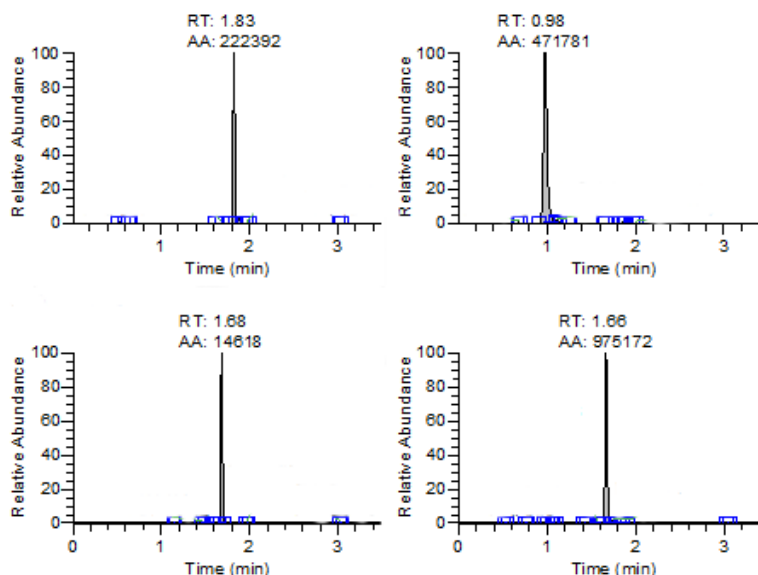 RT: 1.83
AA: 222392
100
80
60
40
20
0
Relative Abundance
1 2 3
Time (min)
RT: 0.98
AA: 471781
100
80
60
40
20
0
Relative Abundance
1 2 3
Time (min)
RT: 1.68
AA: 14618
100
80
60
40
20
0
Relative Abundance
0 1 2 3
Time (min)
RT: 1.66
AA: 975172
100
80
60
40
20
0
Relative Abundance
0 1 2 3
Time (min)